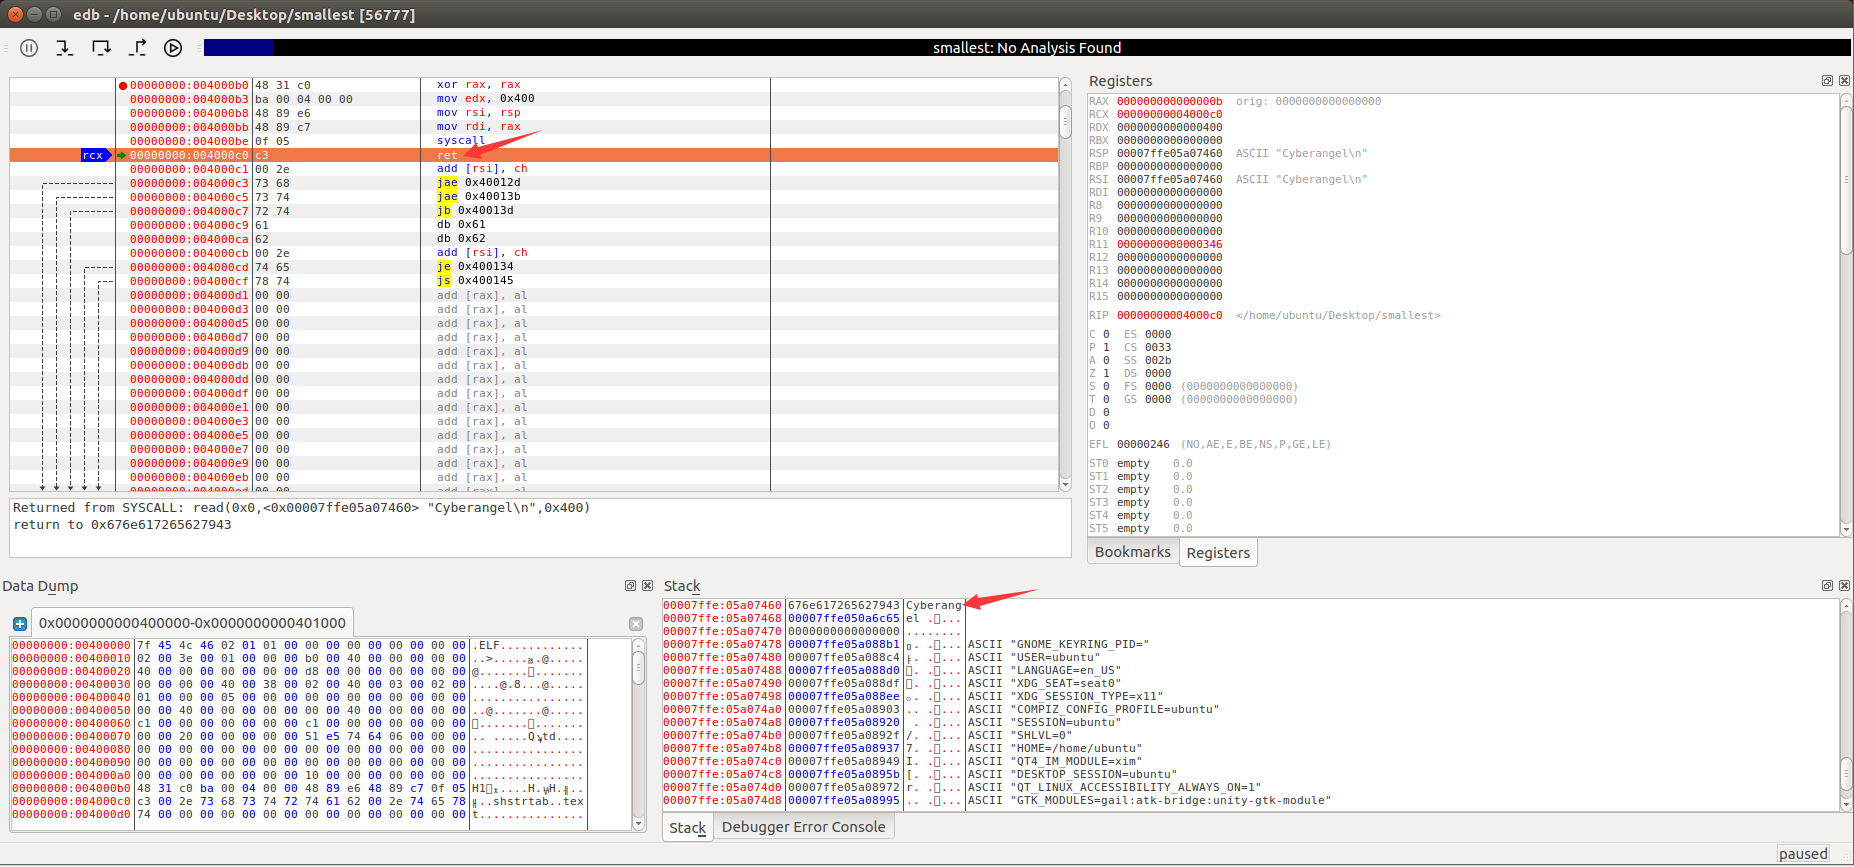 edb - /home/ubuntu/Desktop/smallest [56777]
smallest: No Analysis Found
00000000:004000b0 48 31 c0 xor rax, rax
00000000:004000b3 ba 00 04 00 00 mov edx, 0x400
00000000:004000b8 48 89 e6 mov rsi, rsp
00000000:004000bb 48 89 c7 mov rdi, rax
00000000:004000be 0f 05 syscall
rcx 00000000:004000c0 c3 ret
00000000:004000c1 00 2e add [rsi], ch
00000000:004000c3 73 68 jae 0x40012d
00000000:004000c5 73 74 jae 0x40013b
00000000:004000c7 72 74 jb 0x40013d
00000000:004000c9 61 db 0x61
00000000:004000ca 62 db 0x62
00000000:004000cb 00 2e add [rsi], ch
00000000:004000cd 74 65 je 0x400134
00000000:004000cf 78 74 js 0x400145
00000000:004000d1 00 00 add [rax], al
00000000:004000d3 00 00 add [rax], al
00000000:004000d5 00 00 add [rax], al
00000000:004000d7 00 00 add [rax], al
00000000:004000d9 00 00 add [rax], al
00000000:004000db 00 00 add [rax], al
00000000:004000dd 00 00 add [rax], al
00000000:004000df 00 00 add [rax], al
00000000:004000e1 00 00 add [rax], al
00000000:004000e3 00 00 add [rax], al
00000000:004000e5 00 00 add [rax], al
00000000:004000e7 00 00 add [rax], al
00000000:004000e9 00 00 add [rax], al
00000000:004000eb 00 00 add [rax], al
00000000:004000ed 00 00 add [rax], al
Returned from SYSCALL: read(0x0,<0x00007ffe05a07460> "Cyberangel\n",0x400)
return to 0x676e617265627943
Registers
RAX 000000000000000b orig: 0000000000000000
RCX 00000000004000c0
RDX 0000000000000400
RBX 0000000000000000
RSP 00007ffe05a07460 ASCII "Cyberangel\n"
RBP 0000000000000000
RSI 00007ffe05a07460 ASCII "Cyberangel\n"
RDI 0000000000000000
R8 0000000000000000
R9 0000000000000000
R10 0000000000000000
R11 0000000000000346
R12 0000000000000000
R13 0000000000000000
R14 0000000000000000
R15 0000000000000000
RIP 00000000004000c0 </home/ubuntu/Desktop/smallest>
C 0 ES 0000
P 1 CS 0033
A 0 SS 002b
Z 1 DS 0000
S 0 FS 0000 (0000000000000000)
T 0 GS 0000 (0000000000000000)
D 0
O 0
EFL 00000246 (NO,AE,E,BE,NS,P,GE,LE)
ST0 empty 0.0
ST1 empty 0.0
ST2 empty 0.0
ST3 empty 0.0
ST4 empty 0.0
ST5 empty 0.0
Bookmarks Registers
Data Dump
0x0000000000400000-0x0000000000401000
00000000:00400000 7f 45 4c 46 02 01 01 00 00 00 00 00 00 00 00 00 .ELF............
00000000:00400010 02 00 3e 00 01 00 00 00 b0 00 40 00 00 00 00 00
00000000:00400020 40 00 00 00 00 00 00 00 d8 00 00 00 00 00 00 00
00000000:00400030 00 00 00 00 40 00 38 00 02 00 40 00 03 00 02 00 ....@.8...@.....
00000000:00400040 01 00 00 00 05 00 00 00 00 00 00 00 00 00 00 00 ................
00000000:00400050 00 00 40 00 00 00 00 00 00 00 40 00 00 00 00 00 ..@.......@.....
00000000:00400060 c1 00 00 00 00 00 00 00 c1 00 00 00 00 00 00 00
00000000:00400070 00 00 20 00 00 00 00 00 51 e5 74 64 06 00 00 00
00000000:00400080 00 00 00 00 00 00 00 00 00 00 00 00 00 00 00 00 ................
00000000:00400090 00 00 00 00 00 00 00 00 00 00 00 00 00 00 00 00 ................
00000000:004000a0 00 00 00 00 00 00 00 00 10 00 00 00 00 00 00 00 ................
00000000:004000b0 48 31 c0 ba 00 04 00 00 48 89 e6 48 89 c7 0f 05
00000000:004000c0 c3 00 2e 73 68 73 74 72 74 61 62 00 2e 74 65 78 ..shstrtab..tex
00000000:004000d0 74 00 00 00 00 00 00 00 00 00 00 00 00 00 00 00 t...............
Stack
00007ffe:05a07460 676e617265627943 Cyberang
00007ffe:05a07468 00007ffe050a6c65 el
00007ffe:05a07470 0000000000000000 ........
00007ffe:05a07478 00007ffe05a088b1 ASCII "GNOME_KEYRING_PID="
00007ffe:05a07480 00007ffe05a088c4 ASCII "USER=ubuntu"
00007ffe:05a07488 00007ffe05a088d0 ASCII "LANGUAGE=en_US"
00007ffe:05a07490 00007ffe05a088df ASCII "XDG_SEAT=seat0"
00007ffe:05a07498 00007ffe05a088ee ASCII "XDG_SESSION_TYPE=x11"
00007ffe:05a074a0 00007ffe05a08903 ASCII "COMPIZ_CONFIG_PROFILE=ubuntu"
00007ffe:05a074a8 00007ffe05a08920 ASCII "SESSION=ubuntu"
00007ffe:05a074b0 00007ffe05a0892f ASCII "SHLVL=0"
00007ffe:05a074b8 00007ffe05a08937 ASCII "HOME=/home/ubuntu"
00007ffe:05a074c0 00007ffe05a08949 ASCII "QT4_IM_MODULE=xim"
00007ffe:05a074c8 00007ffe05a0895b ASCII "DESKTOP_SESSION=ubuntu"
00007ffe:05a074d0 00007ffe05a08972 ASCII "QT_LINUX_ACCESSIBILITY_ALWAYS_ON=1"
00007ffe:05a074d8 00007ffe05a08995 ASCII "GTK_MODULES=gail:atk-bridge:unity-gtk-module"
Stack Debugger Error Console
paused